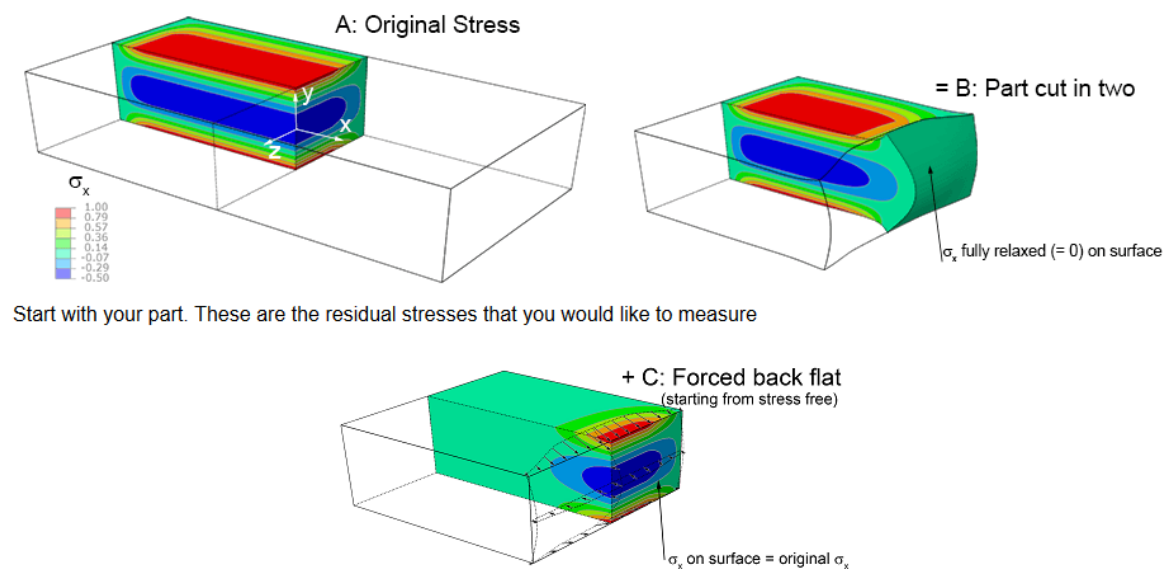 A: Original Stress
= B: Part cut in two
y
x
z
σx
1.00
0.79
0.57
0.36
0.14
-0.07
-0.29
-0.50
σx fully relaxed (= 0) on surface
Start with your part. These are the residual stresses that you would like to measure
+ C: Forced back flat
(starting from stress free)
σx on surface = original σx